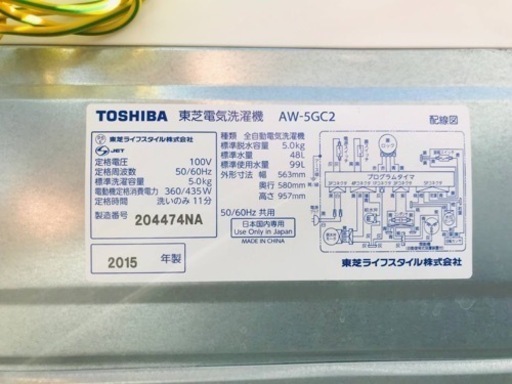 TOSHIBA 東芝電気洗濯機 AW-5GC2
配線図
東芝ライフスタイル株式会社
JET
定格電圧 100V
定格周波数 50/60Hz
標準洗濯容量 5.0kg
電動機定格消費電力 360/435W
定格時間 洗いのみ 11分
製造番号 204474NA
2015 年製
種類 全自動電気洗濯機
標準脱水容量 5.0kg
標準水量 48L
標準使用水量 99L
外形寸法 幅 563mm
奥行 580mm
高さ 957mm
50/60Hz 共用
日本国内専用
Use Only in Japan
MADE IN CHINA
プログラムタイマ
東芝ライフスタイル株式会社